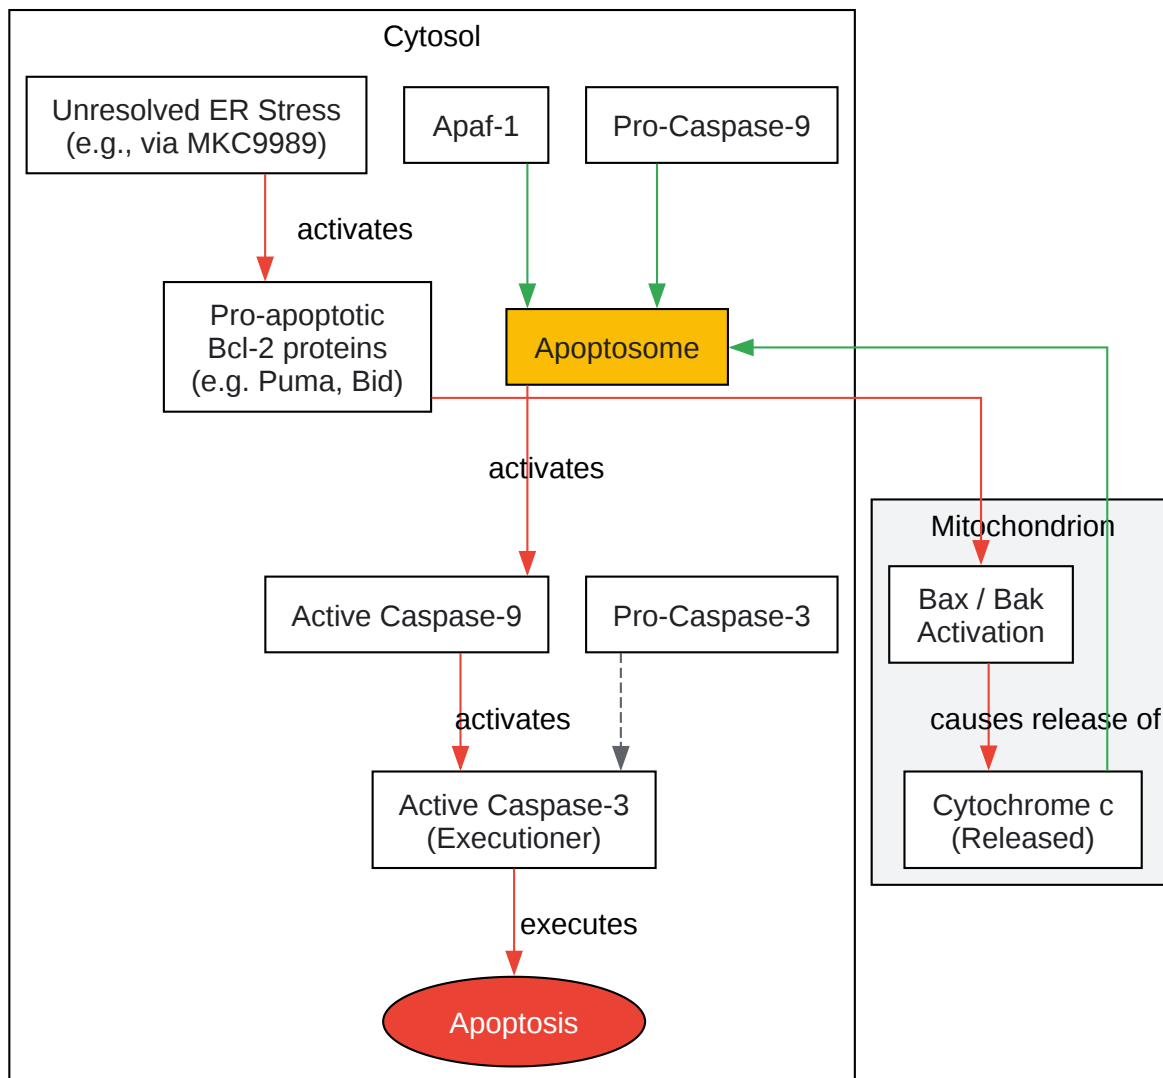 Cytosol
Unresolved ER Stress
(e.g., via MKC9989)
Apaf-1
Pro-Caspase-9
activates
Pro-apoptotic
Bcl-2 proteins
(e.g. Puma, Bid)
Apoptosome
activates
Mitochondrion
Active Caspase-9
Pro-Caspase-3
Bax / Bak
Activation
activates
causes release of
Active Caspase-3
(Executioner)
Cytochrome c
(Released)
executes
Apoptosis